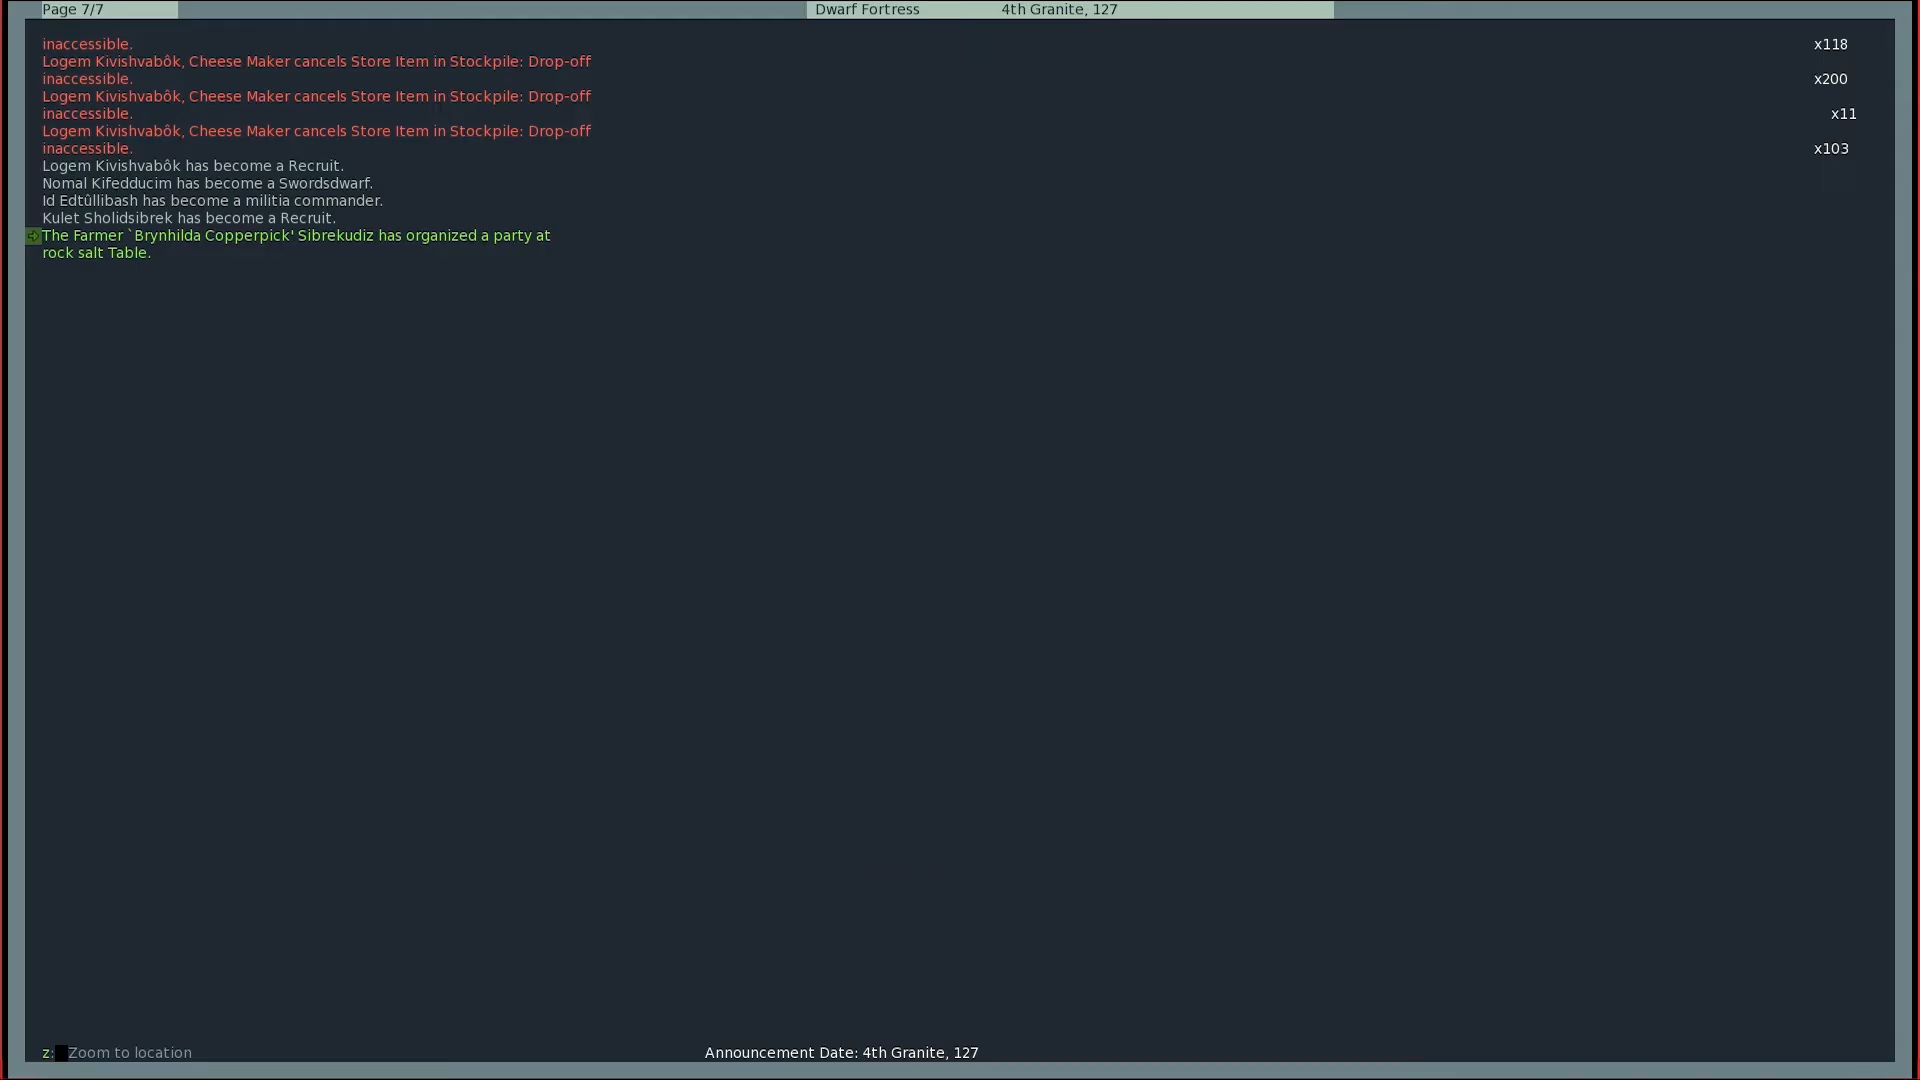 Page 7/7 Dwarf Fortress 4th Granite, 127
inaccessible. x118
Logem Kivishvabôk, Cheese Maker cancels Store Item in Stockpile: Drop-off
inaccessible. x200
Logem Kivishvabôk, Cheese Maker cancels Store Item in Stockpile: Drop-off
inaccessible. x11
Logem Kivishvabôk, Cheese Maker cancels Store Item in Stockpile: Drop-off
inaccessible. x103
Logem Kivishvabôk has become a Recruit.
Nomal Kifedducim has become a Swordsdwarf.
Id Edtûllibash has become a militia commander.
Kulet Sholidsibrek has become a Recruit.
The Farmer `Brynhilda Copperpick' Sibrekudiz has organized a party at
rock salt Table.
z: Zoom to location Announcement Date: 4th Granite, 127